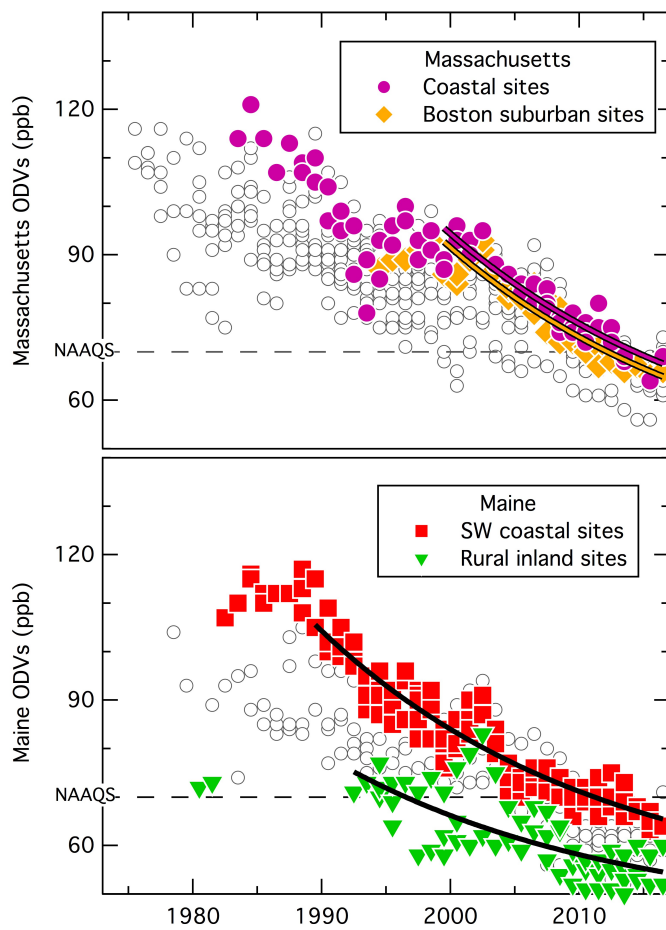 Massachusetts
Coastal sites
Boston suburban sites
120
90
NAAQS
60
Massachusetts ODVs (ppb)
Maine
SW coastal sites
Rural inland sites
120
90
NAAQS
60
Maine ODVs (ppb)
1980
1990
2000
2010